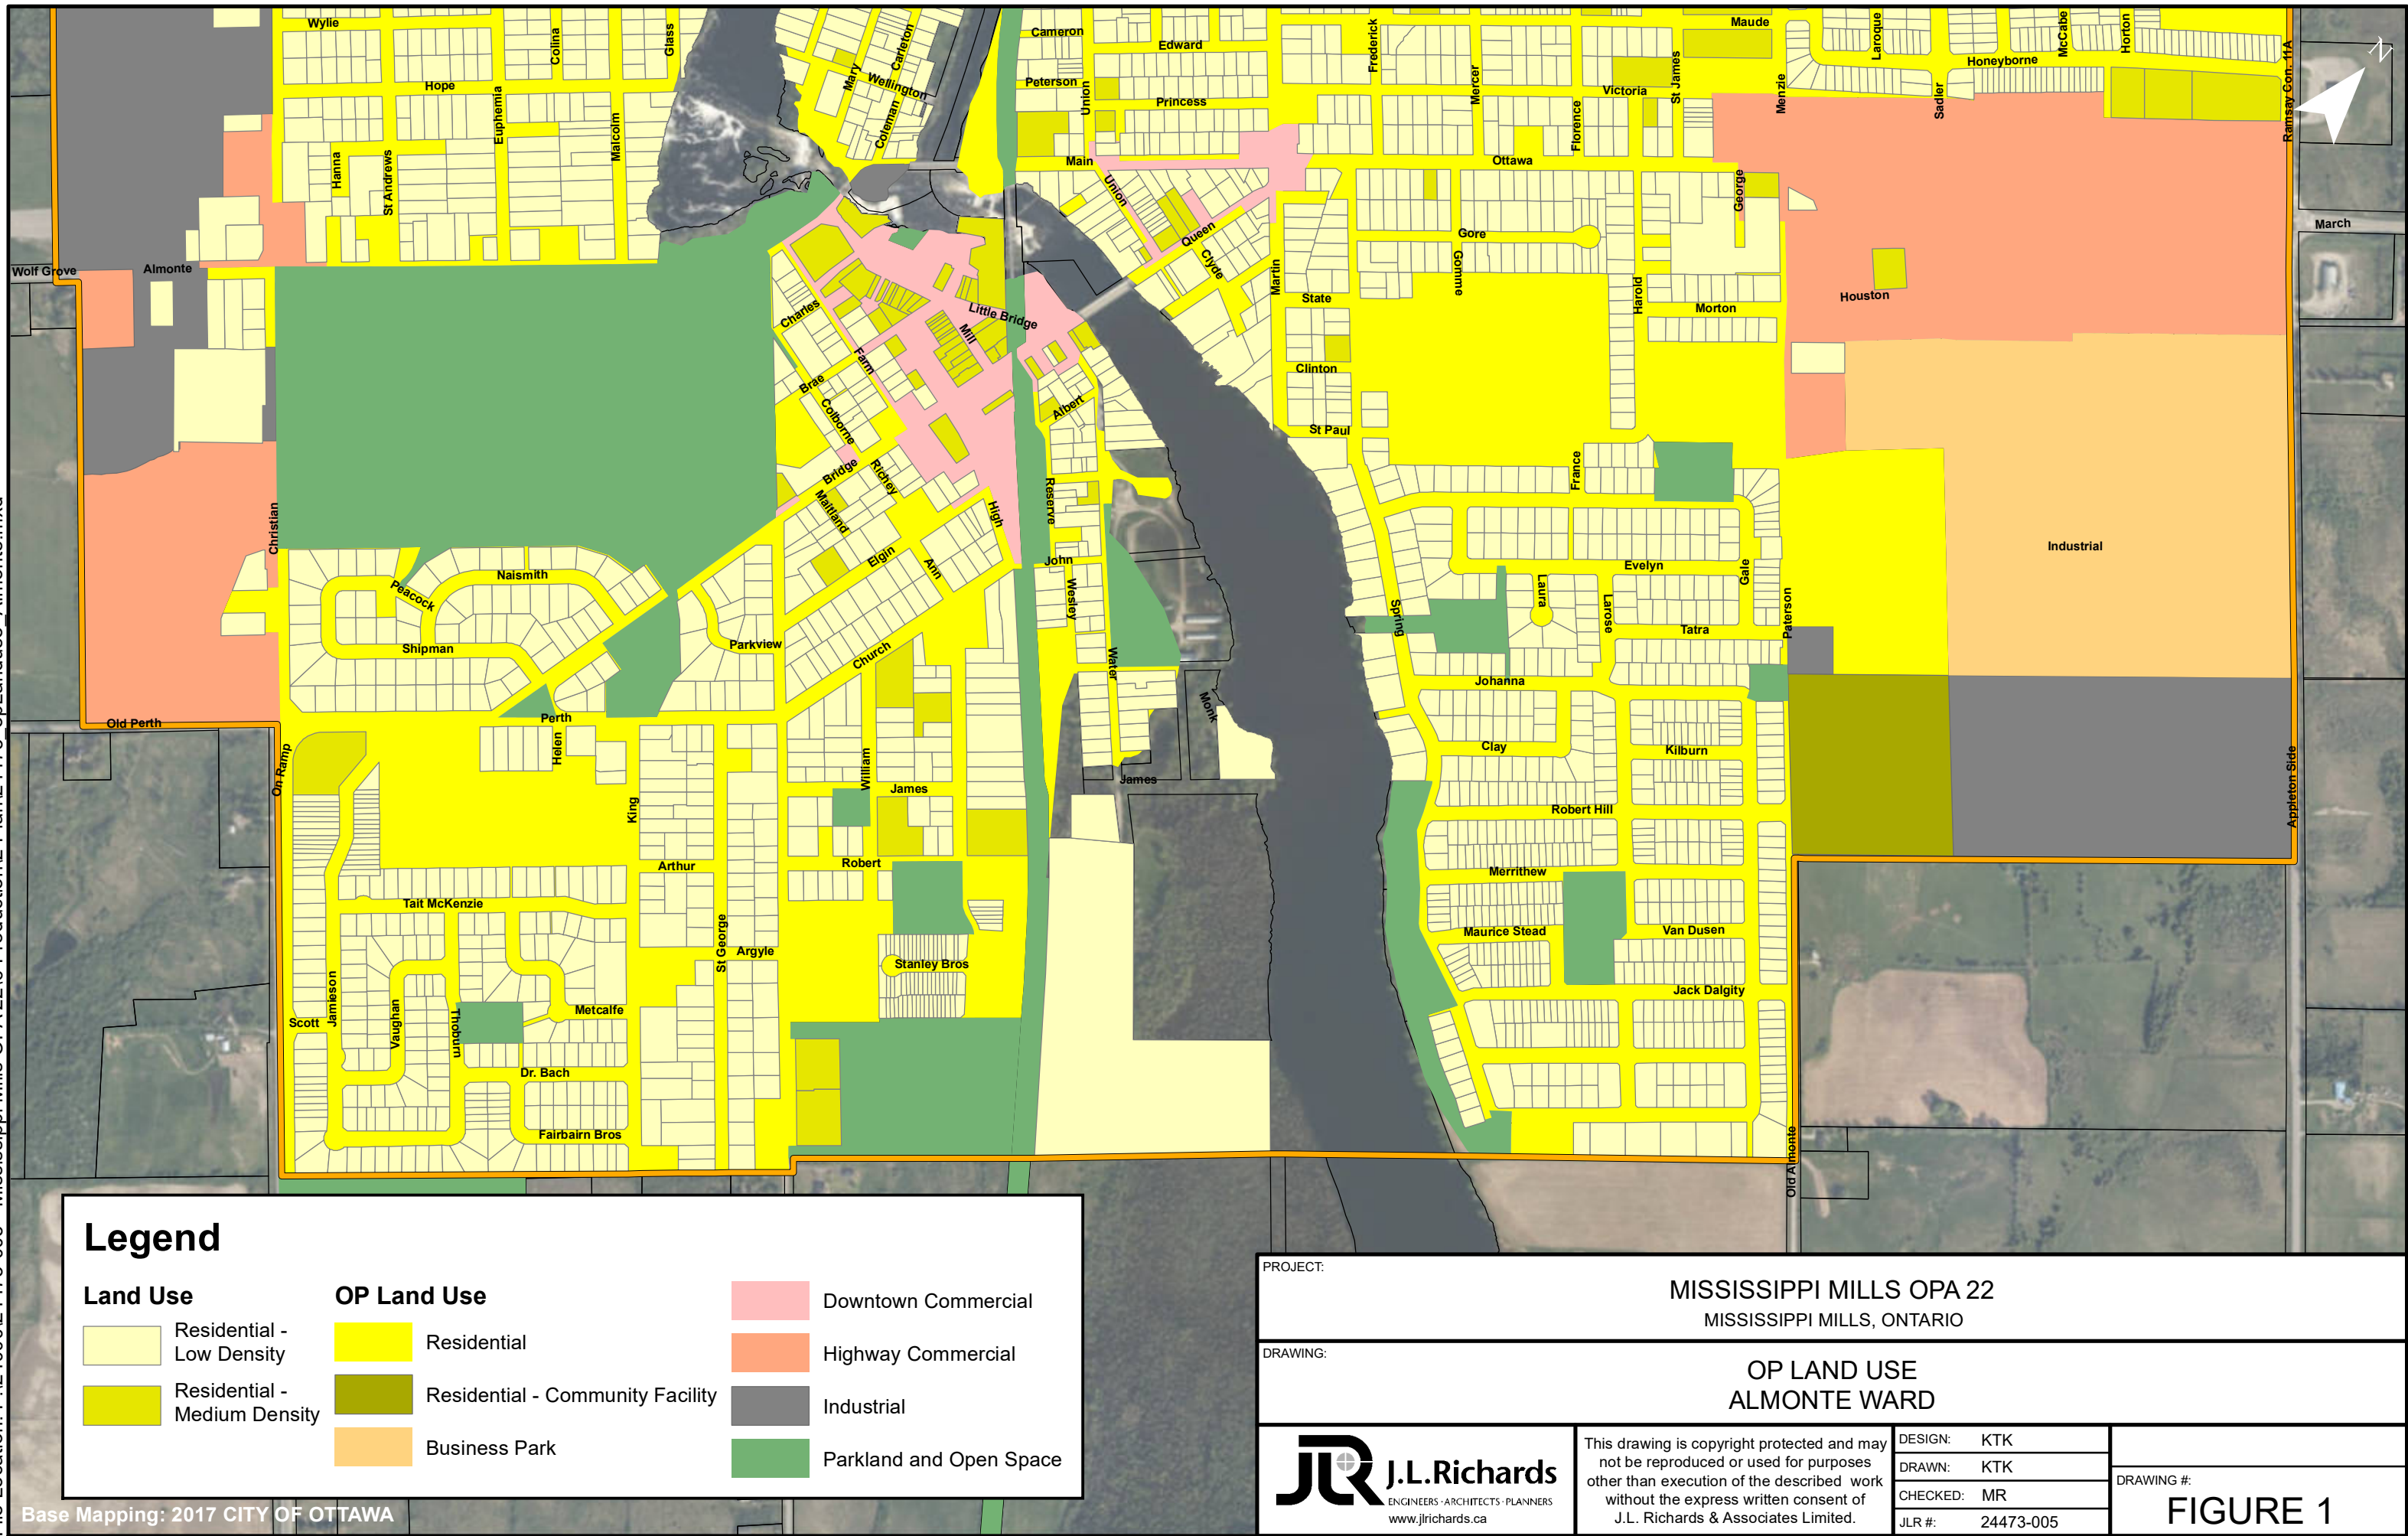 Wylie
Colina
Glass
Hope
Euphemia
Malcolm
Hanna
St Andrews
Mary
Carleton
Wellington
Coleman
Cameron
Edward
Peterson
Union
Princess
Main
Union
Queen
Clyde
Frederick
Mercer
Florence
Victoria
St James
Maude
Menzie
Laroque
Sadler
McCabe
Horton
Honeyborne
Ramsay Con. 11A
N
Ottawa
George
Gore
Gomme
Martin
State
Harold
Morton
Houston
March
Clinton
St Paul
Wolf Grove
Almonte
Christian
Charles
Farm
Mill
Little Bridge
Brae
Colborne
Albert
Bridge
Richey
Maitland
High
Reserve
Elgin
Ann
John
Wesley
Water
Monk
James
Peacock
Naismith
Shipman
Parkview
Church
Old Perth
Perth
Helen
On Ramp
King
William
James
Arthur
Robert
Tait McKenzie
St George
Argyle
Stanley Bros
Scott
Jamieson
Vaughan
Thoburn
Metcalfe
Dr. Bach
Fairbairn Bros
France
Evelyn
Gale
Laura
Larose
Tatra
Paterson
Spring
Johanna
Clay
Kilburn
Robert Hill
Merrithew
Maurice Stead
Van Dusen
Jack Dalgity
Industrial
Appleton Side
Old Almonte
Legend
Land Use
Residential -
Low Density
Residential -
Medium Density
OP Land Use
Residential
Residential - Community Facility
Business Park
Downtown Commercial
Highway Commercial
Industrial
Parkland and Open Space
Base Mapping: 2017 CITY OF OTTAWA
PROJECT:
MISSISSIPPI MILLS OPA 22
MISSISSIPPI MILLS, ONTARIO
DRAWING:
OP LAND USE
ALMONTE WARD
JLR J.L.Richards
ENGINEERS · ARCHITECTS · PLANNERS
www.jlrichards.ca
This drawing is copyright protected and may
not be reproduced or used for purposes
other than execution of the described work
without the express written consent of
J.L. Richards & Associates Limited.
DESIGN: KTK
DRAWN: KTK
CHECKED: MR
JLR #: 24473-005
DRAWING #:
FIGURE 1